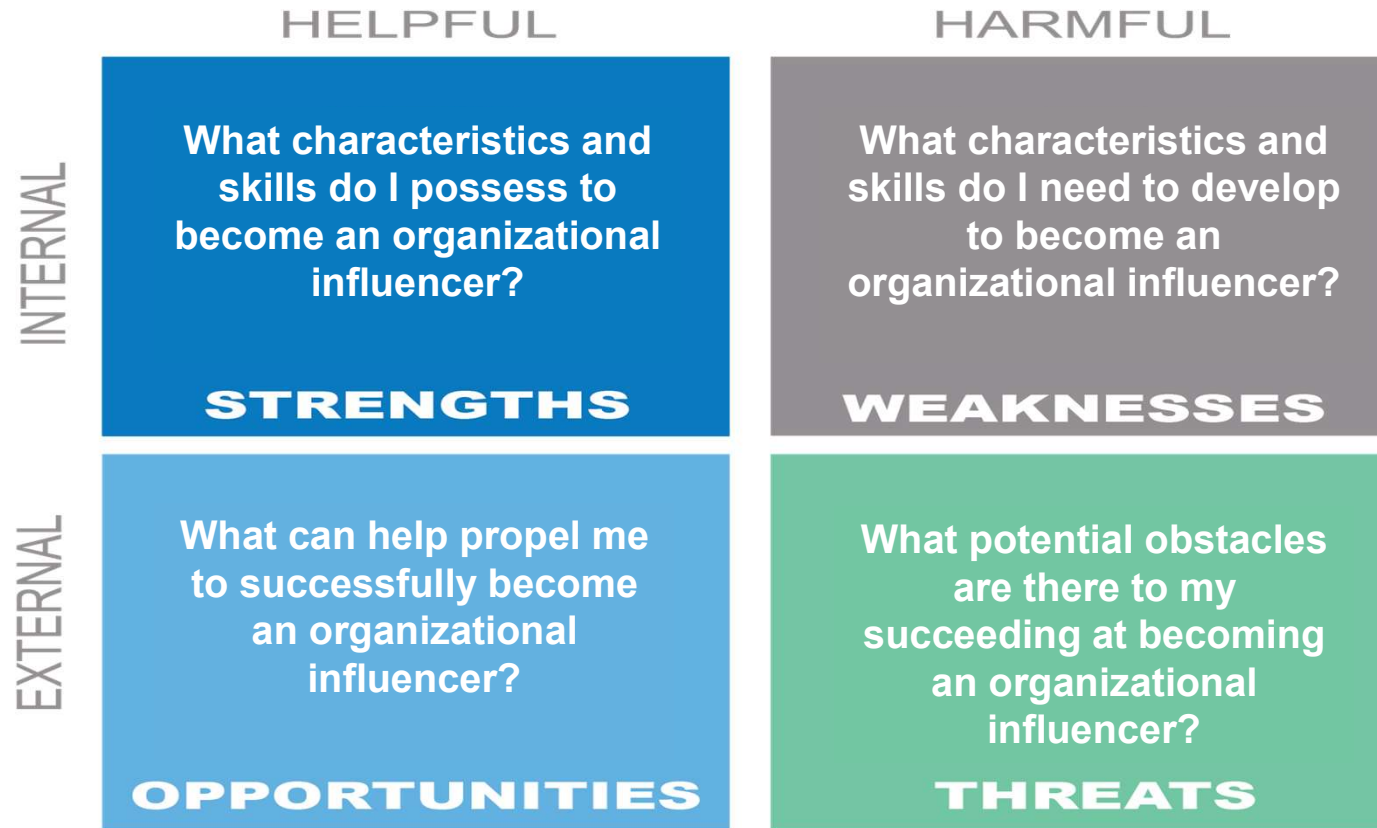 HELPFUL
HARMFUL
INTERNAL
What characteristics and
skills do I possess to
become an organizational
influencer?
STRENGTHS
What characteristics and
skills do I need to develop
to become an
organizational influencer?
WEAKNESSES
EXTERNAL
What can help propel me
to successfully become
an organizational
influencer?
OPPORTUNITIES
What potential obstacles
are there to my
succeeding at becoming
an organizational
influencer?
THREATS